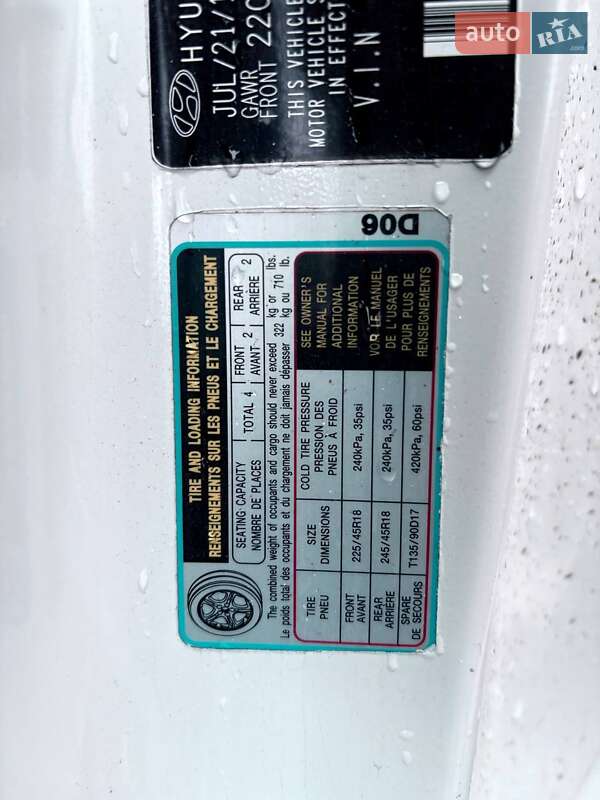 HYU
JUL/21/1
GAWR
FRONT 220
THIS VEHICLE
MOTOR VEHICLE S
IN EFFECT
V.I.N
auto RIA.com
D06
TIRE AND LOADING INFORMATION
RENSEIGNEMENTS SUR LES PNEUS ET LE CHARGEMENT
SEATING CAPACITY TOTAL 4 FRONT 2 REAR 2
NOMBRE DE PLACES AVANT ARRIÈRE
The combined weight of occupants and cargo should never exceed 322 kg or 710 lbs.
Le poids total des occupants et du chargement ne doit jamais dépasser 322 kg ou 710 lb.
TIRE SIZE COLD TIRE PRESSURE
PNEU DIMENSIONS PRESSION DES PNEUS À FROID
FRONT AVANT 225/45R18 240kPa, 35psi
REAR ARRIÈRE 245/45R18 240kPa, 35psi
SPARE DE SECOURS T135/90D17 420kPa, 60psi
SEE OWNER'S
MANUAL FOR
ADDITIONAL
INFORMATION
VOIR LE MANUEL
DE L'USAGER
POUR PLUS DE
RENSEIGNEMENTS